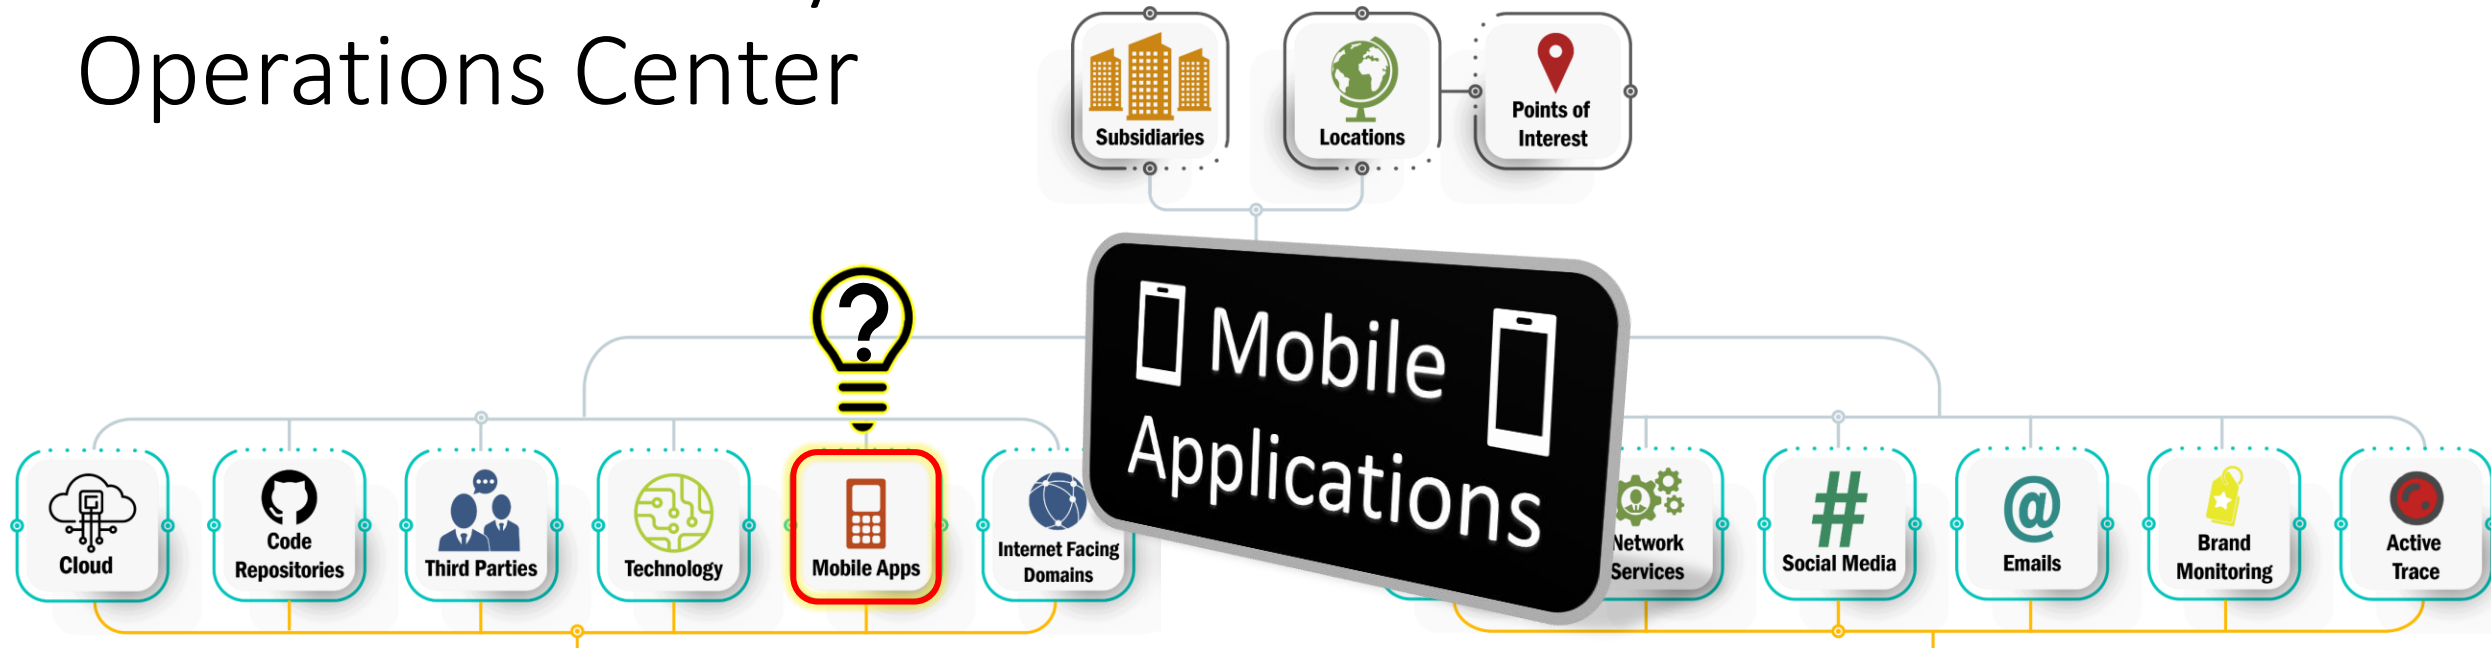 Operations Center
Subsidiaries
Locations
Points of
Interest
?
Mobile
Applications
Cloud
Code
Repositories
Third Parties
Technology
Mobile Apps
Internet Facing
Domains
Network
Services
#
Social Media
@
Emails
Brand
Monitoring
Active
Trace